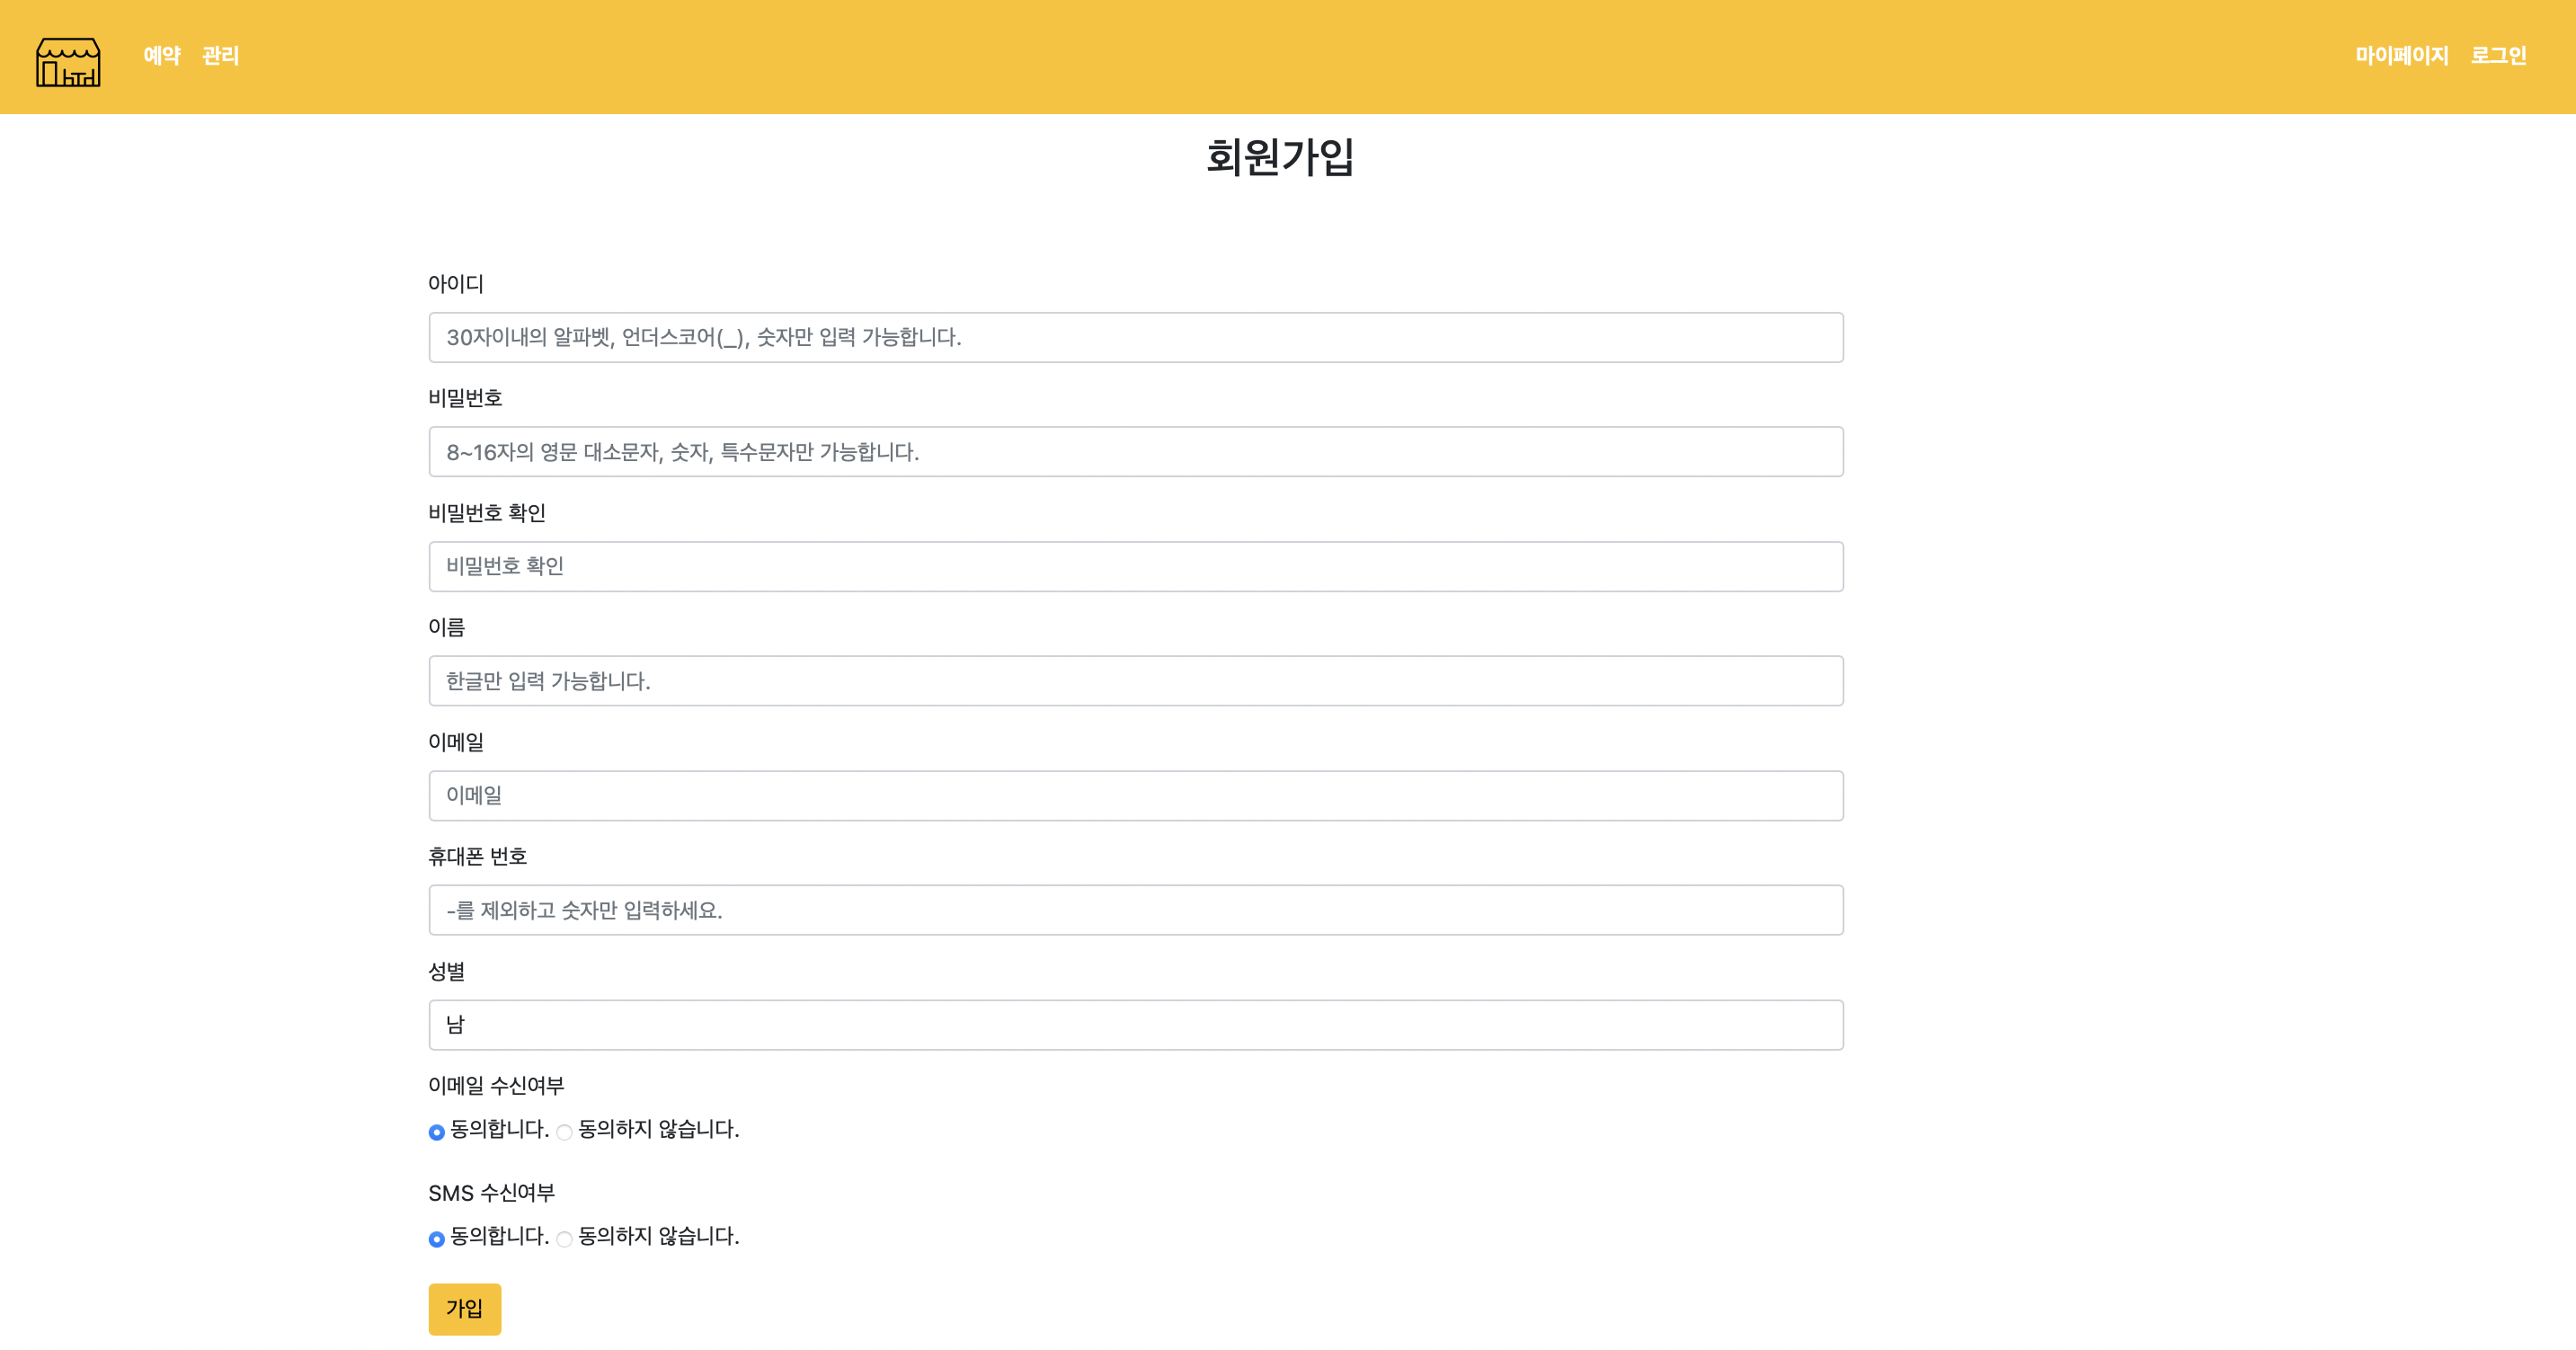 예약 관리 마이페이지 로그인
회원가입
아이디
30자이내의 알파벳, 언더스코어(_), 숫자만 입력 가능합니다.
비밀번호
8~16자의 영문 대소문자, 숫자, 특수문자만 가능합니다.
비밀번호 확인
비밀번호 확인
이름
한글만 입력 가능합니다.
이메일
이메일
휴대폰 번호
-를 제외하고 숫자만 입력하세요.
성별
남
이메일 수신여부
동의합니다. 동의하지 않습니다.
SMS 수신여부
동의합니다. 동의하지 않습니다.
가입